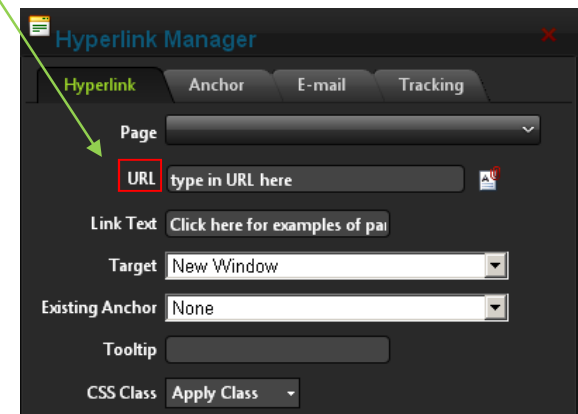 Hyperlink Manager
Hyperlink Anchor E-mail Tracking
Page
URL type in URL here
Link Text Click here for examples of pa
Target New Window
Existing Anchor None
Tooltip
CSS Class Apply Class